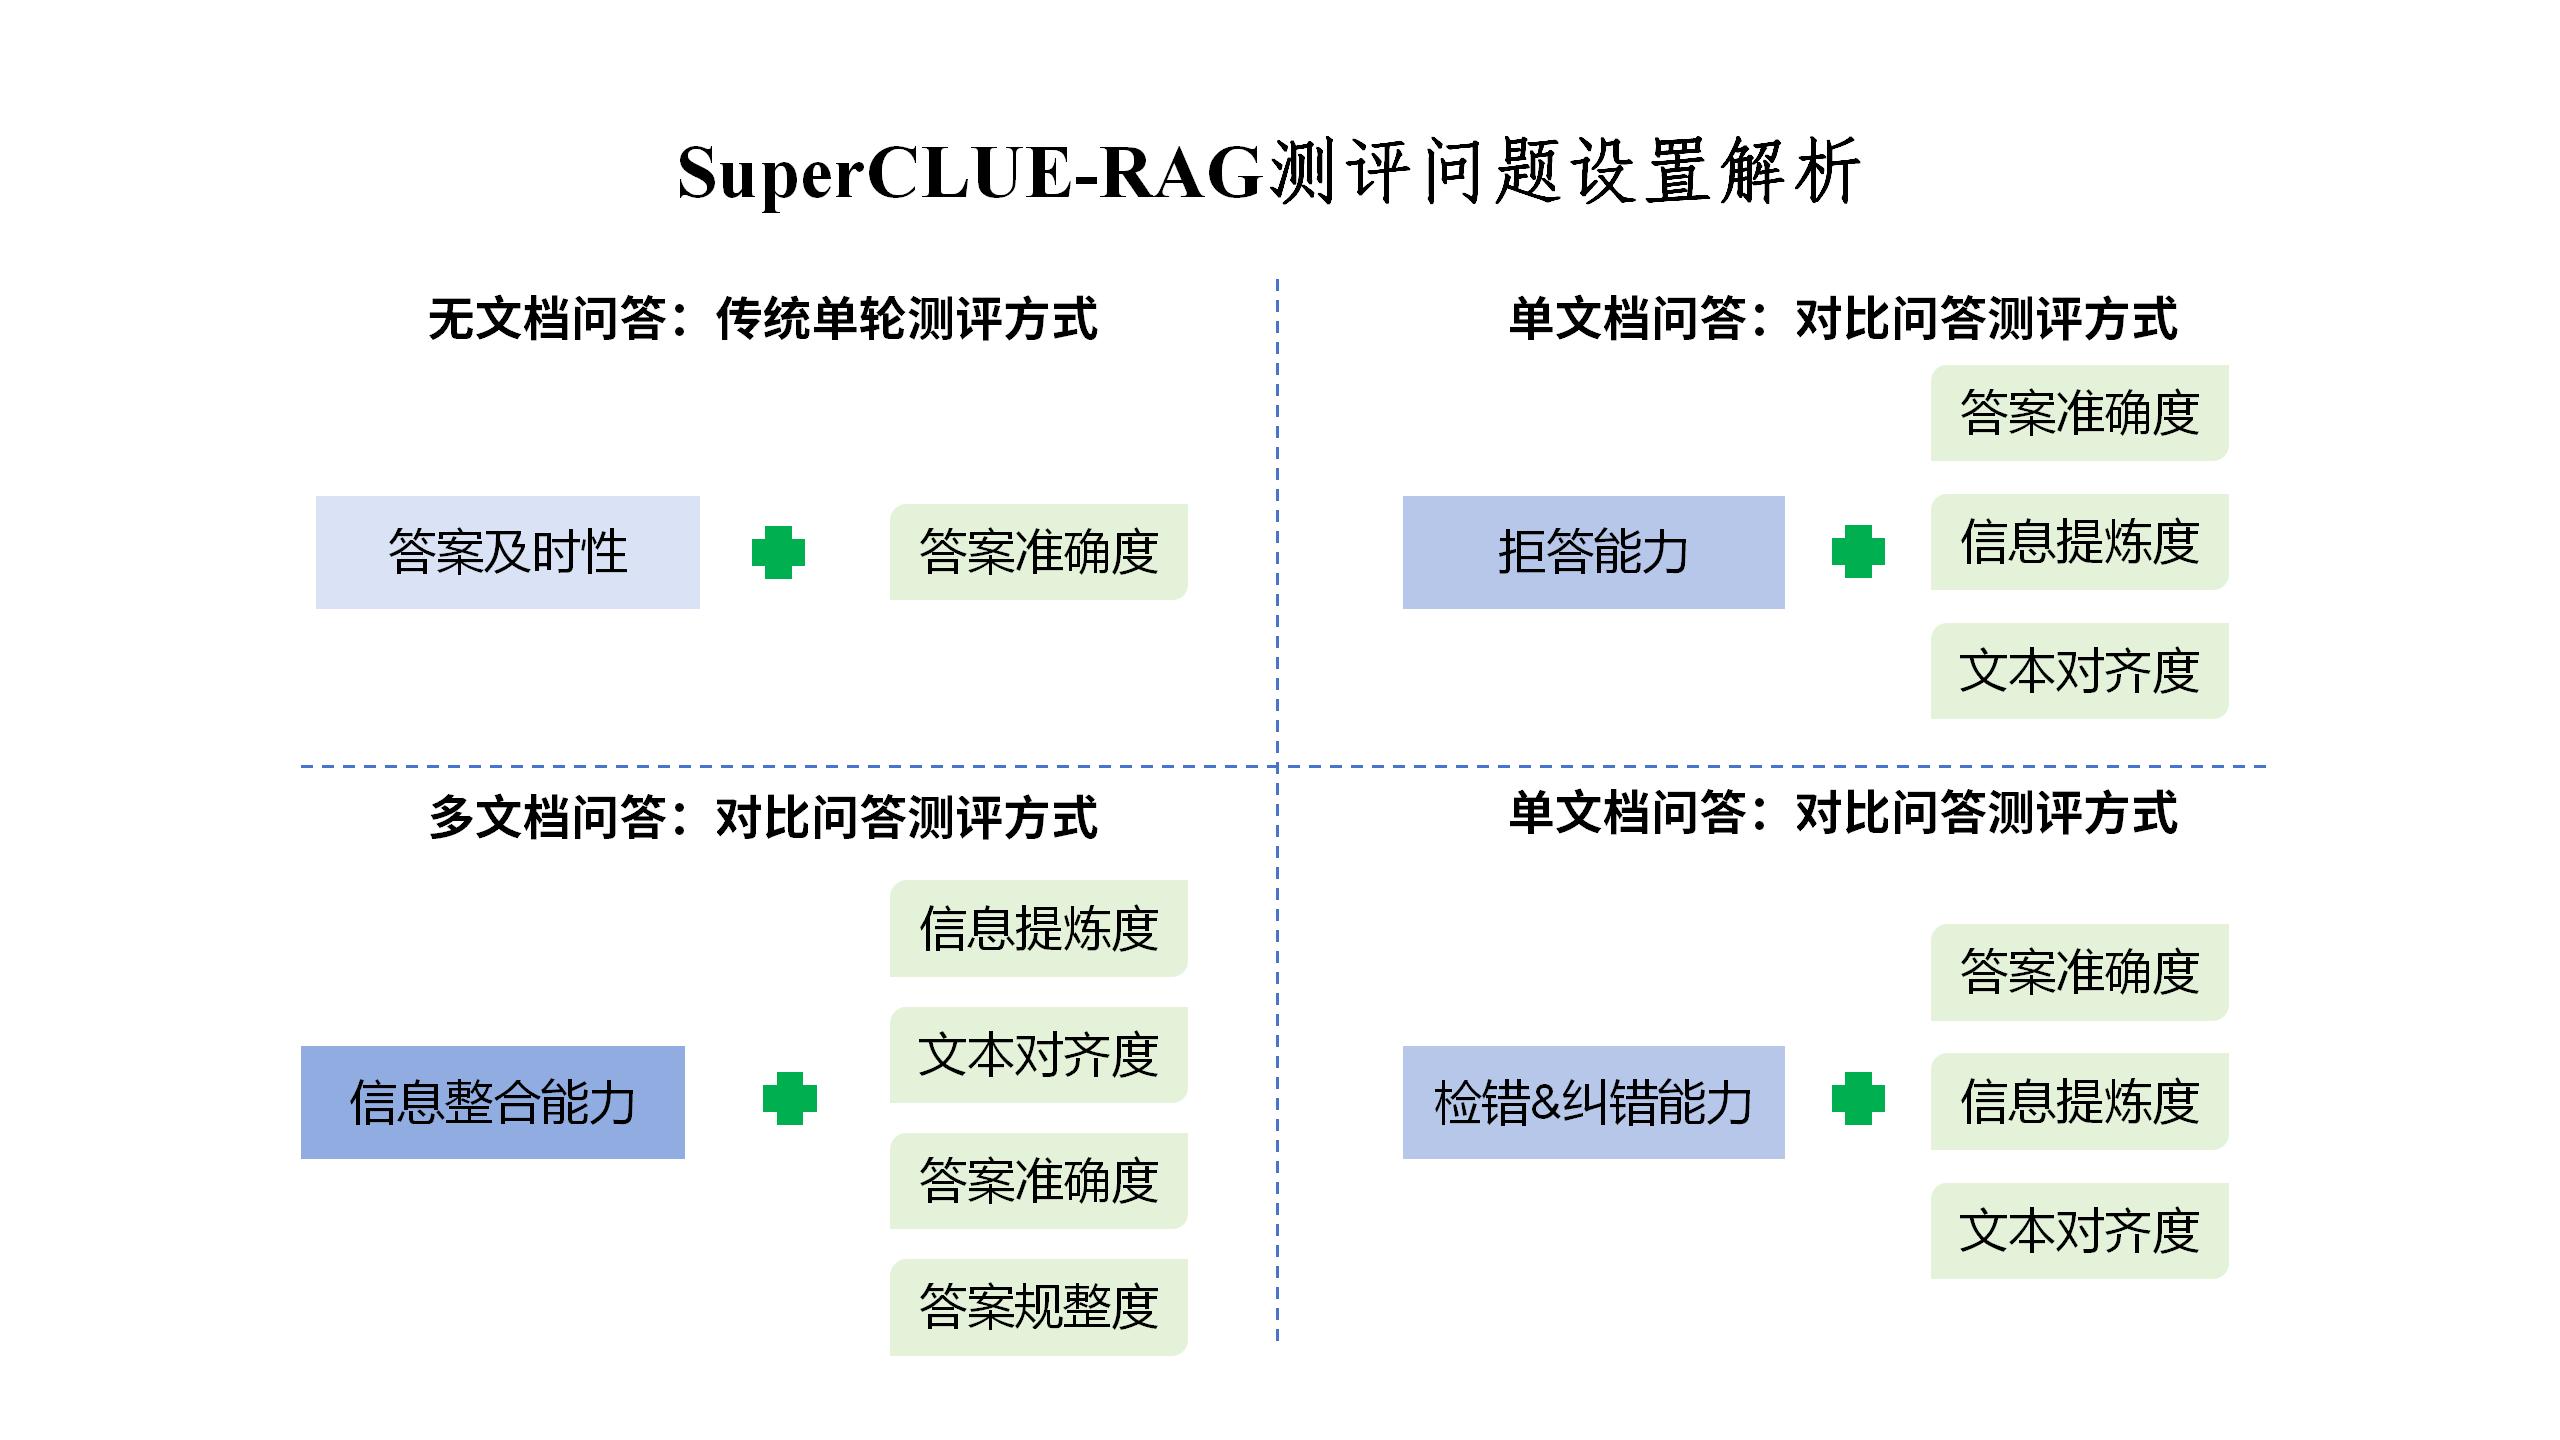 SuperCLUE-RAG测评问题设置解析
无文档问答：传统单轮测评方式
答案及时性
答案准确度
单文档问答：对比问答测评方式
拒答能力
答案准确度
信息提炼度
文本对齐度
多文档问答：对比问答测评方式
信息整合能力
信息提炼度
文本对齐度
答案准确度
答案规整度
单文档问答：对比问答测评方式
检错&纠错能力
答案准确度
信息提炼度
文本对齐度